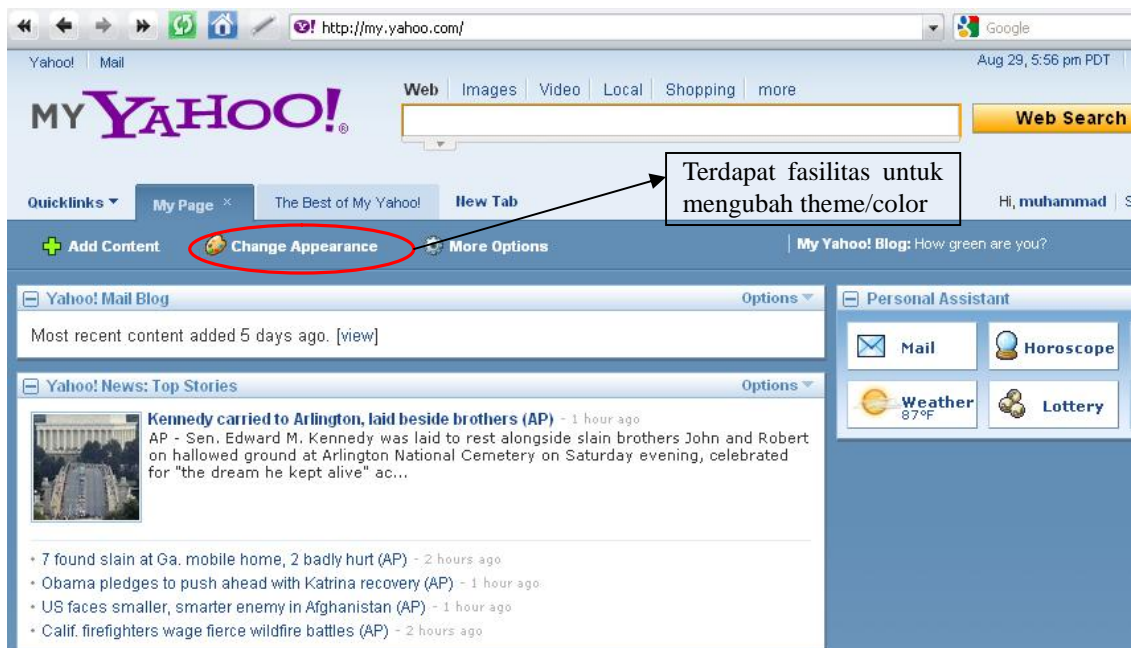 http://my.yahoo.com/
Google
Yahoo! Mail
Aug 29, 5:56 pm PDT
MY YAHOO!®
Web Images Video Local Shopping more
Web Search
Terdapat fasilitas untuk
mengubah theme/color
Quicklinks My Page × The Best of My Yahoo! New Tab
Hi, muhammad
Add Content Change Appearance More Options
My Yahoo! Blog: How green are you?
Yahoo! Mail Blog Options
Most recent content added 5 days ago. [view]
Yahoo! News: Top Stories Options
Kennedy carried to Arlington, laid beside brothers (AP) - 1 hour ago
AP - Sen. Edward M. Kennedy was laid to rest alongside slain brothers John and Robert
on hallowed ground at Arlington National Cemetery on Saturday evening, celebrated
for "the dream he kept alive" ac...
• 7 found slain at Ga. mobile home, 2 badly hurt (AP) - 2 hours ago
• Obama pledges to push ahead with Katrina recovery (AP) - 1 hour ago
• US faces smaller, smarter enemy in Afghanistan (AP) - 1 hour ago
• Calif. firefighters wage fierce wildfire battles (AP) - 2 hours ago
Personal Assistant
Mail Horoscope
Weather Lottery
87°F